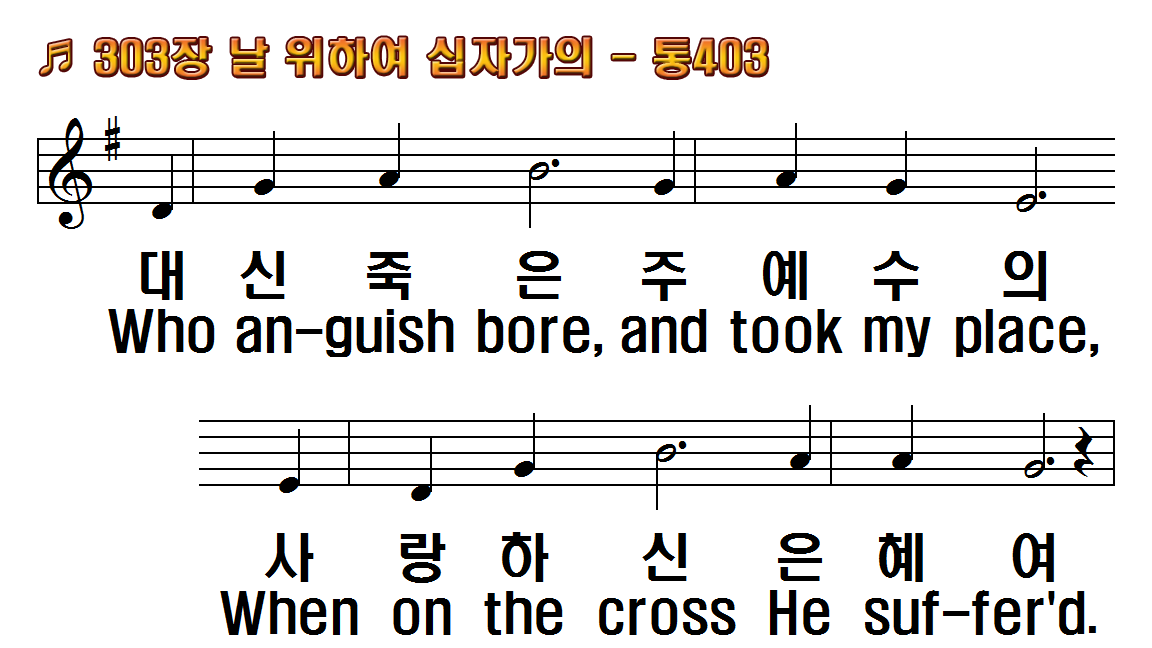 ♬ 303장 날 위하여 십자가의 - 통403
대 신 죽 은 주 예 수 의
Who an-guish bore, and took my place,
사 랑 하 신 은 혜 여
When on the cross He suf-fer'd.